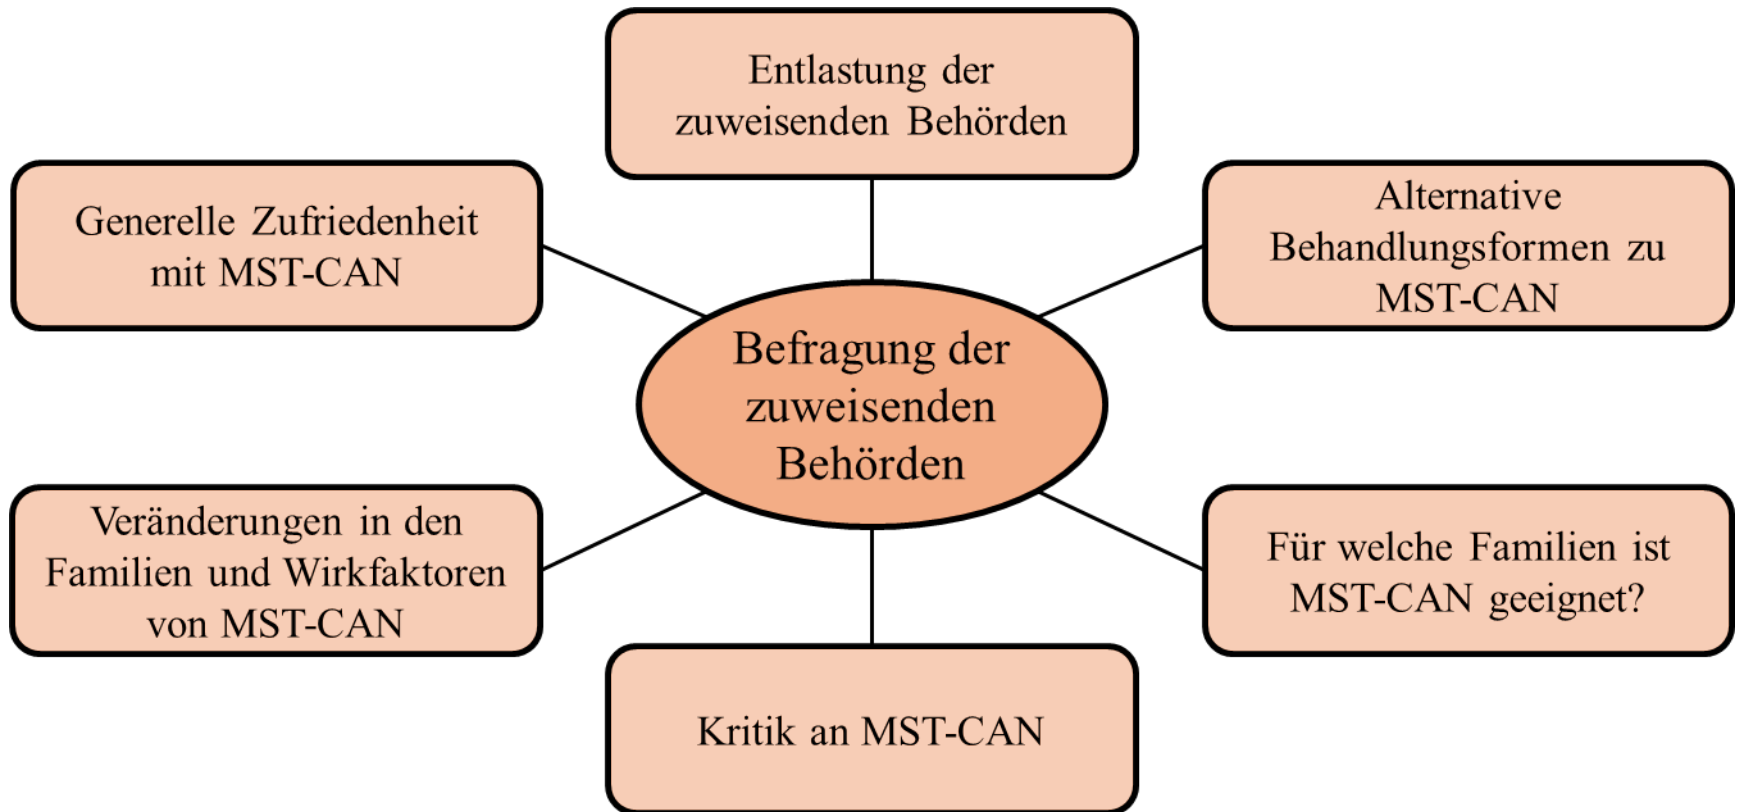 Entlastung der
zuweisenden Behörden
Generelle Zufriedenheit
mit MST-CAN
Alternative
Behandlungsformen zu
MST-CAN
Befragung der
zuweisenden
Behörden
Veränderungen in den
Familien und Wirkfaktoren
von MST-CAN
Für welche Familien ist
MST-CAN geeignet?
Kritik an MST-CAN